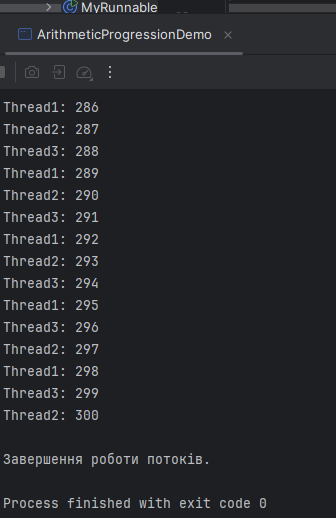 MyRunnable
ArithmeticProgressionDemo
Thread1: 286
Thread2: 287
Thread3: 288
Thread1: 289
Thread2: 290
Thread3: 291
Thread1: 292
Thread2: 293
Thread3: 294
Thread1: 295
Thread3: 296
Thread2: 297
Thread1: 298
Thread3: 299
Thread2: 300
Завершення роботи потоків.
Process finished with exit code 0